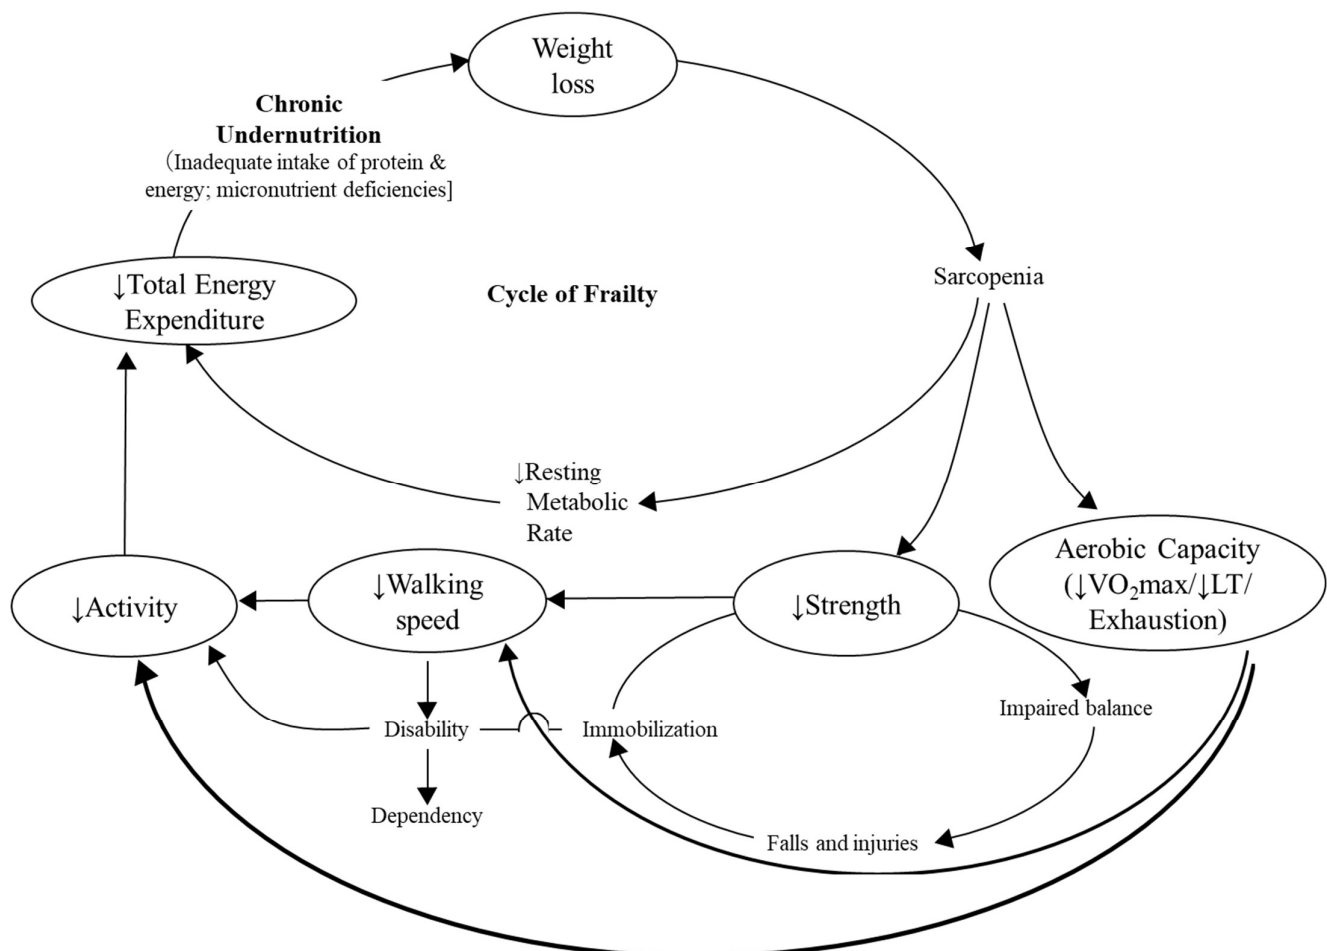 Weight
loss
Chronic
Undernutrition
（Inadequate intake of protein &
energy; micronutrient deficiencies]
↓Total Energy
Expenditure
Cycle of Frailty
Sarcopenia
↓Resting
Metabolic
Rate
Aerobic Capacity
(↓VO₂max/↓LT/
Exhaustion)
↓Activity
↓Walking
speed
↓Strength
Impaired balance
Disability
Immobilization
Dependency
Falls and injuries